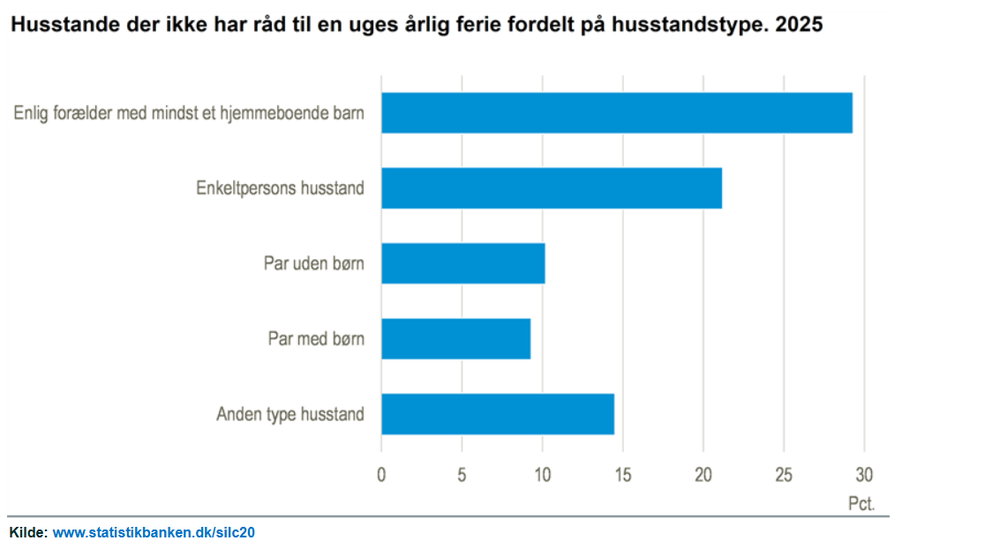 Husstande der ikke har råd til en uges årlig ferie fordelt på husstandstype. 2025
Enlig forælder med mindst et hjemmeboende barn
Enkeltpersons husstand
Par uden børn
Par med børn
Anden type husstand
0 5 10 15 20 25 30
Pct.
Kilde: www.statistikbanken.dk/silc20